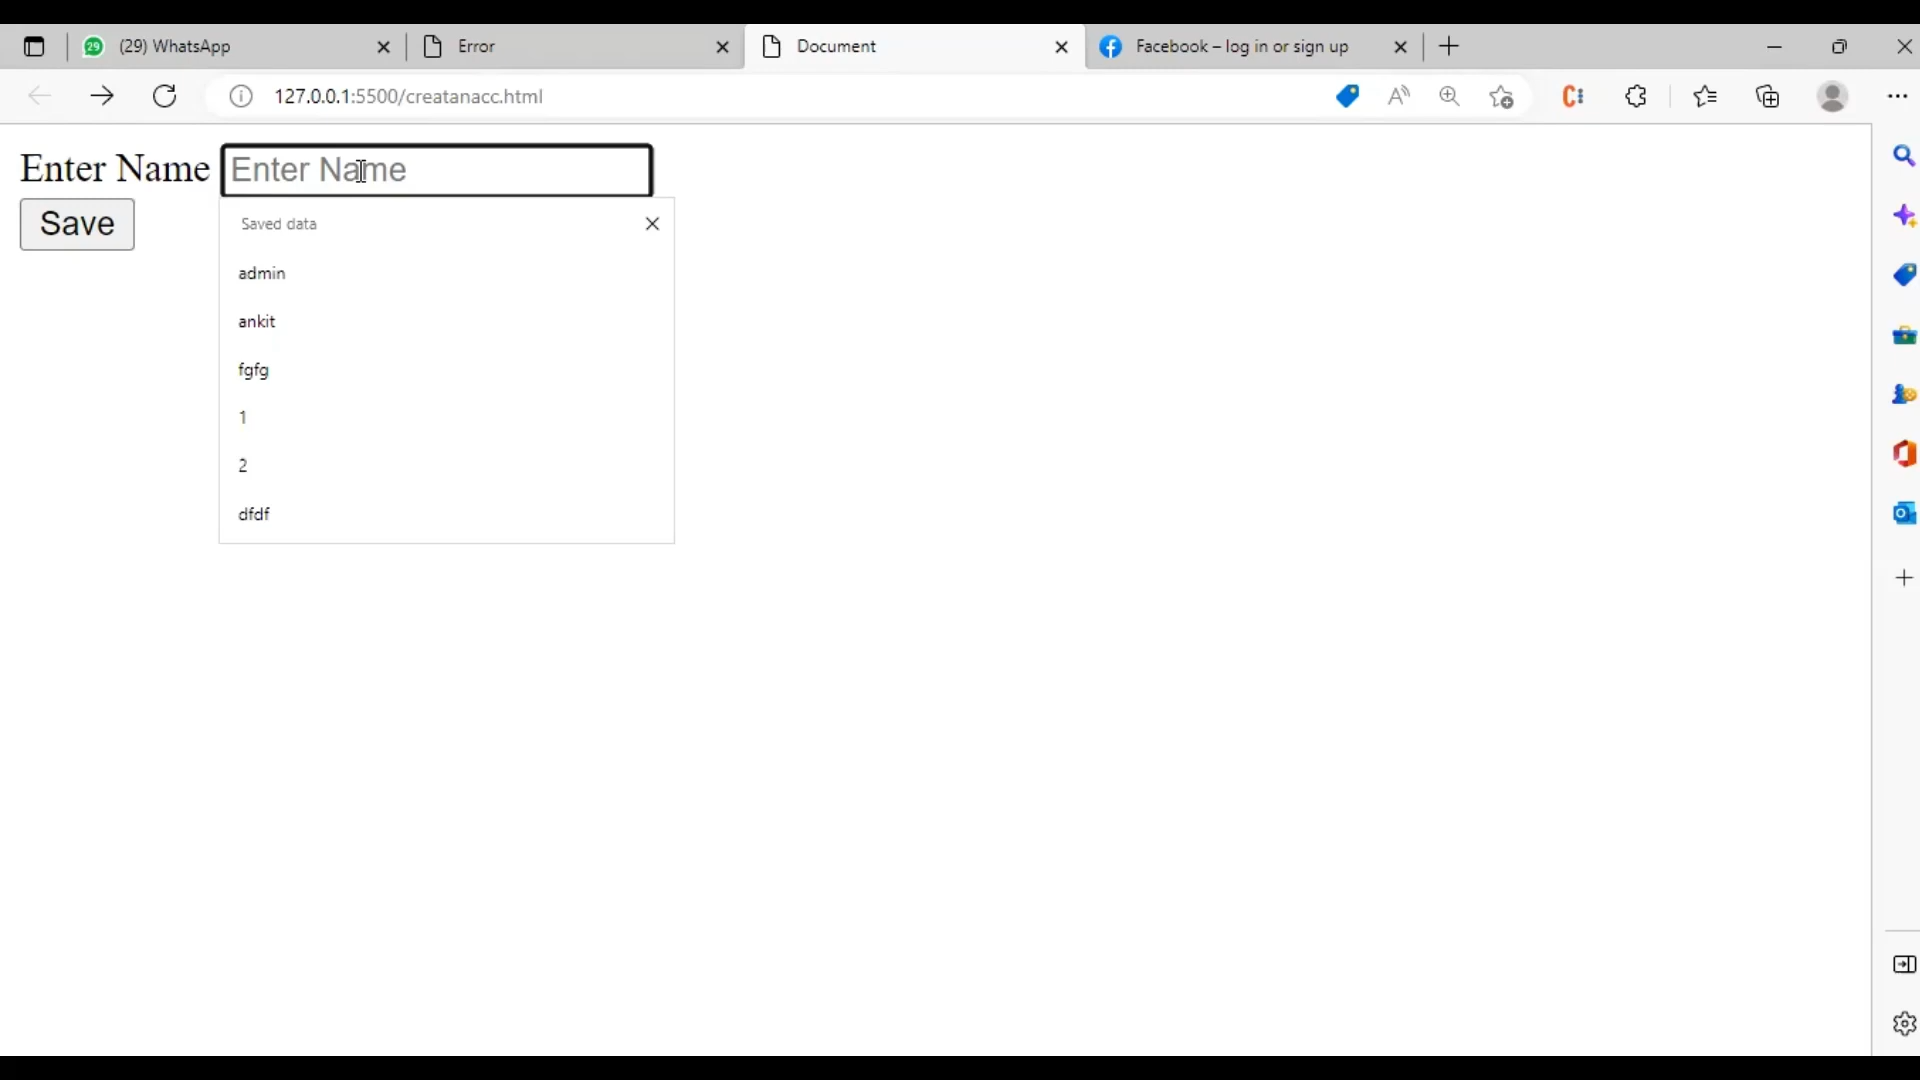 29 (29) WhatsApp
Error
Document
Facebook – log in or sign up
127.0.0.1:5500/creatanacc.html
Enter Name Enter Name
Save
Saved data
admin
ankit
fgfg
1
2
dfdf